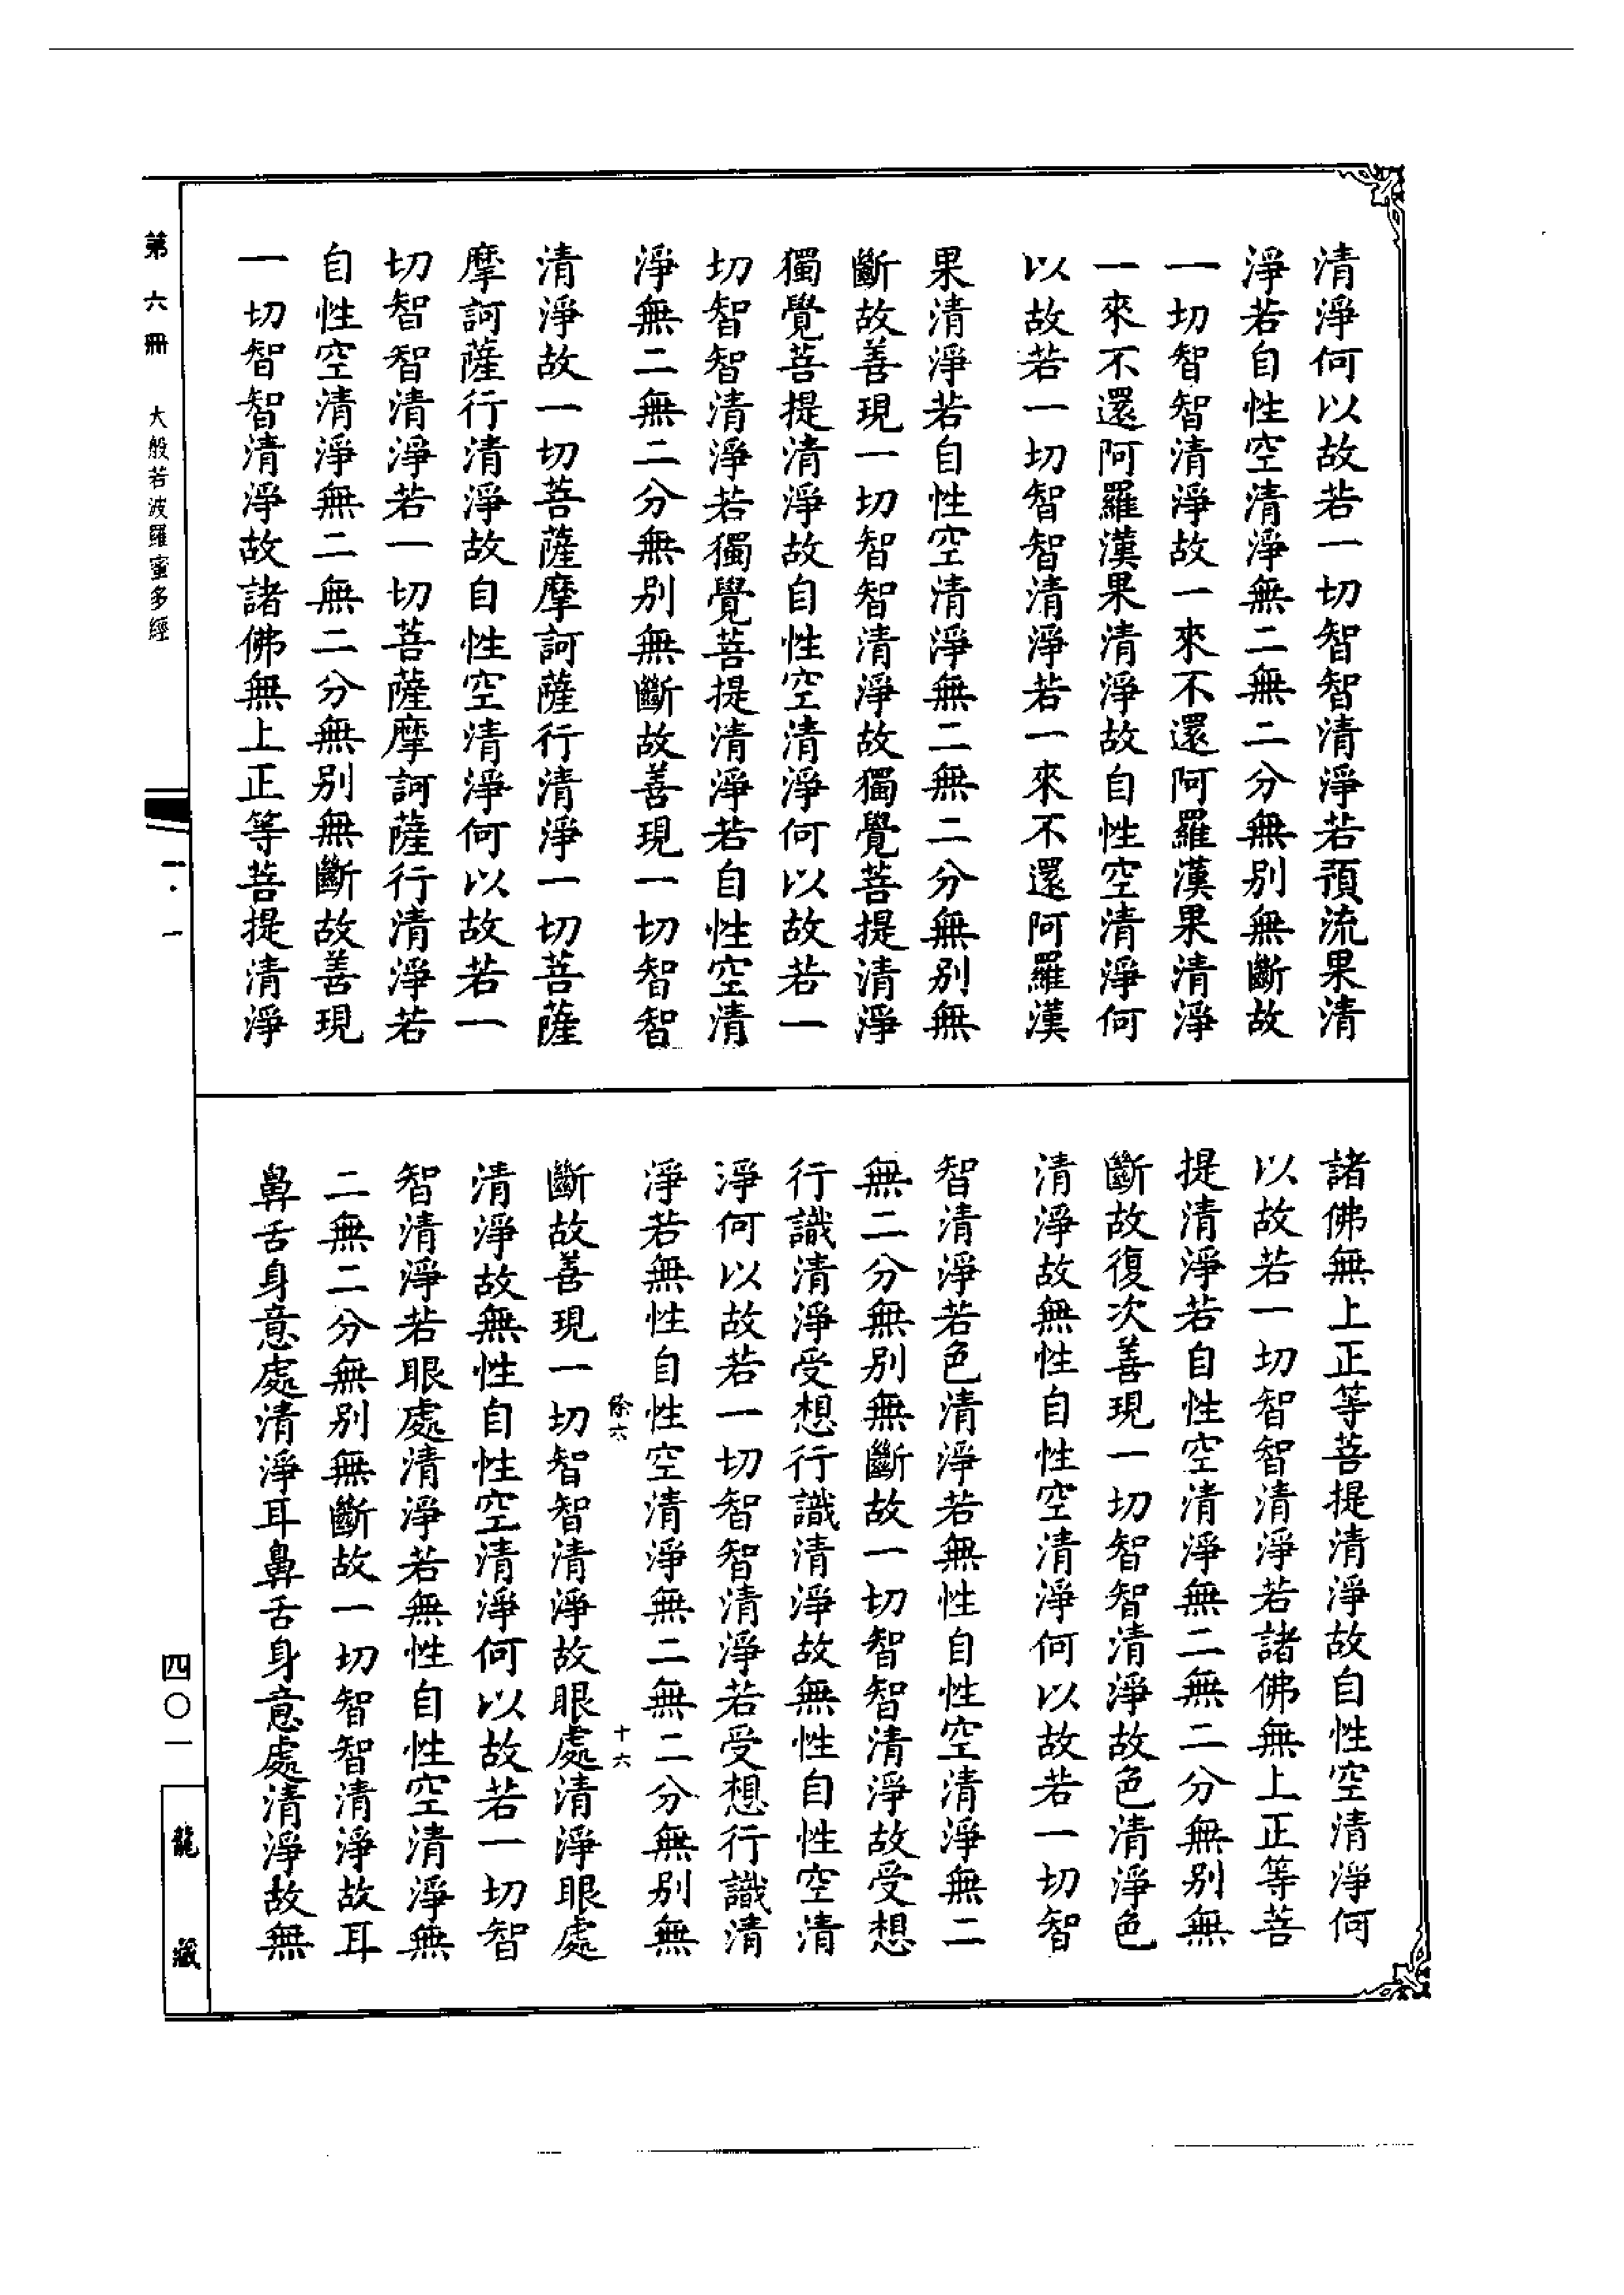 清淨何以故若一切智智清淨若預流果清
淨若自性空清淨無二無二分無別無斷故
一切智智清淨故一來不還阿羅漢果清淨
一來不還阿羅漢果清淨故自性空清淨何
以故若一切智智清淨若一來不還阿羅漢
果清淨若自性空清淨無二無二分無別無
斷故善現一切智智清淨故獨覺菩提清淨
獨覺菩提清淨故自性空清淨何以故若一
切智智清淨若獨覺菩提清淨若自性空清
淨無二無二分無別無斷故善現一切智智
清淨故一切菩薩摩訶薩行清淨一切菩薩
摩訶薩行清淨故自性空清淨何以故若一
切智智清淨若一切菩薩摩訶薩行清淨若
自性空清淨無二無二分無別無斷故善現
一切智智清淨故諸佛無上正等菩提清淨
諸佛無上正等菩提清淨故自性空清淨何
以故若一切智智清淨若諸佛無上正等菩
提清淨若自性空清淨無二無二分無別無
斷故復次善現一切智智清淨故色清淨色
清淨故無性自性空清淨何以故若一切智
智清淨若色清淨若無性自性空清淨無二
無二分無別無斷故一切智智清淨故受想
行識清淨受想行識清淨故無性自性空清
淨何以故若一切智智清淨若受想行識清
淨若無性自性空清淨無二無二分無別無
餘六 十六
斷故善現一切智智清淨故眼處清淨眼處
清淨故無性自性空清淨何以故若一切智
智清淨若眼處清淨若無性自性空清淨無
二無二分無別無斷故一切智智清淨故耳
鼻舌身意處清淨耳鼻舌身意處清淨故無
第六冊 大般若波羅蜜多經
一·一
四〇一
龍藏